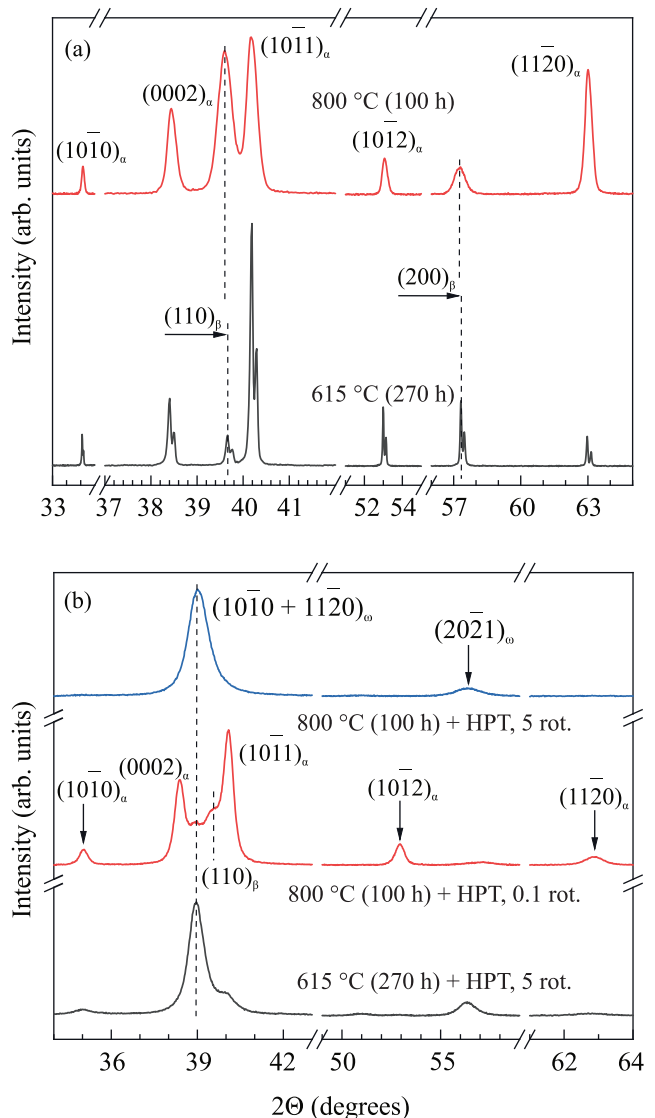 (a)
(101̄1)α
(0002)α
800 °C (100 h)
(112̄0)α
(101̄0)α
(101̄2)α
(200)β
(110)β
615 °C (270 h)
Intensity (arb. units)
33 37 38 39 40 41 52 54 57 60 63
(b)
(101̄0 + 112̄0)ω
(202̄1)ω
800 °C (100 h) + HPT, 5 rot.
(101̄1)α
(0002)α
(101̄0)α
(101̄2)α
(112̄0)α
(110)β
800 °C (100 h) + HPT, 0.1 rot.
615 °C (270 h) + HPT, 5 rot.
Intensity (arb. units)
36 39 42 50 56 62 64
2Θ (degrees)